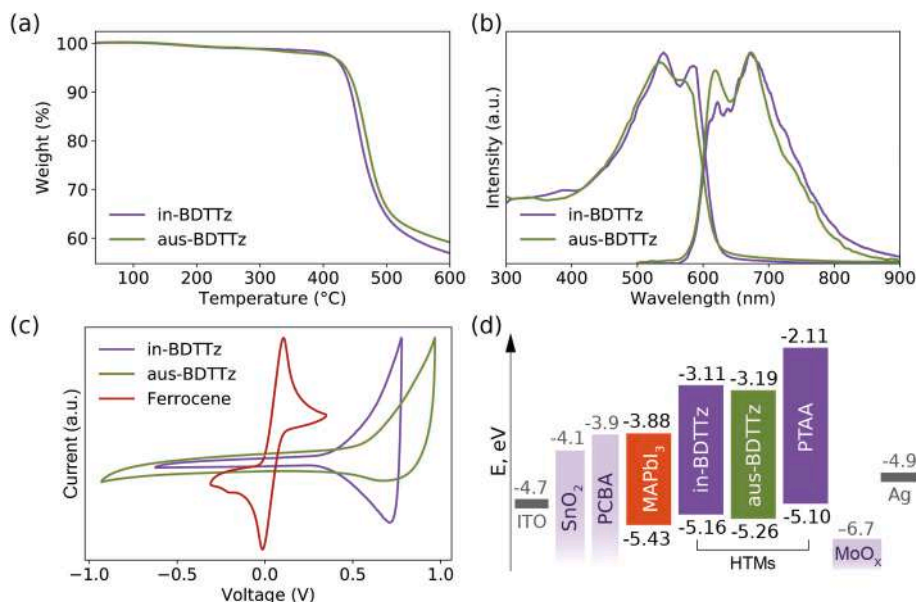 (a)
100
90
80
70
60
Weight (%)
in-BDTTz
aus-BDTTz
100
200
300
400
500
600
Temperature (°C)
(b)
Intensity (a.u.)
in-BDTTz
aus-BDTTz
300
400
500
600
700
800
900
Wavelength (nm)
(c)
in-BDTTz
aus-BDTTz
Ferrocene
Current (a.u.)
−1.0
−0.5
0.0
0.5
1.0
Voltage (V)
(d)
E, eV
-4.7
ITO
-4.1
SnO₂
-3.9
PCBA
-3.88
MAPbI₃
-5.43
-3.11
in-BDTTz
-5.16
-3.19
aus-BDTTz
-5.26
-2.11
PTAA
-5.10
HTMs
-6.7
MoOₓ
-4.9
Ag